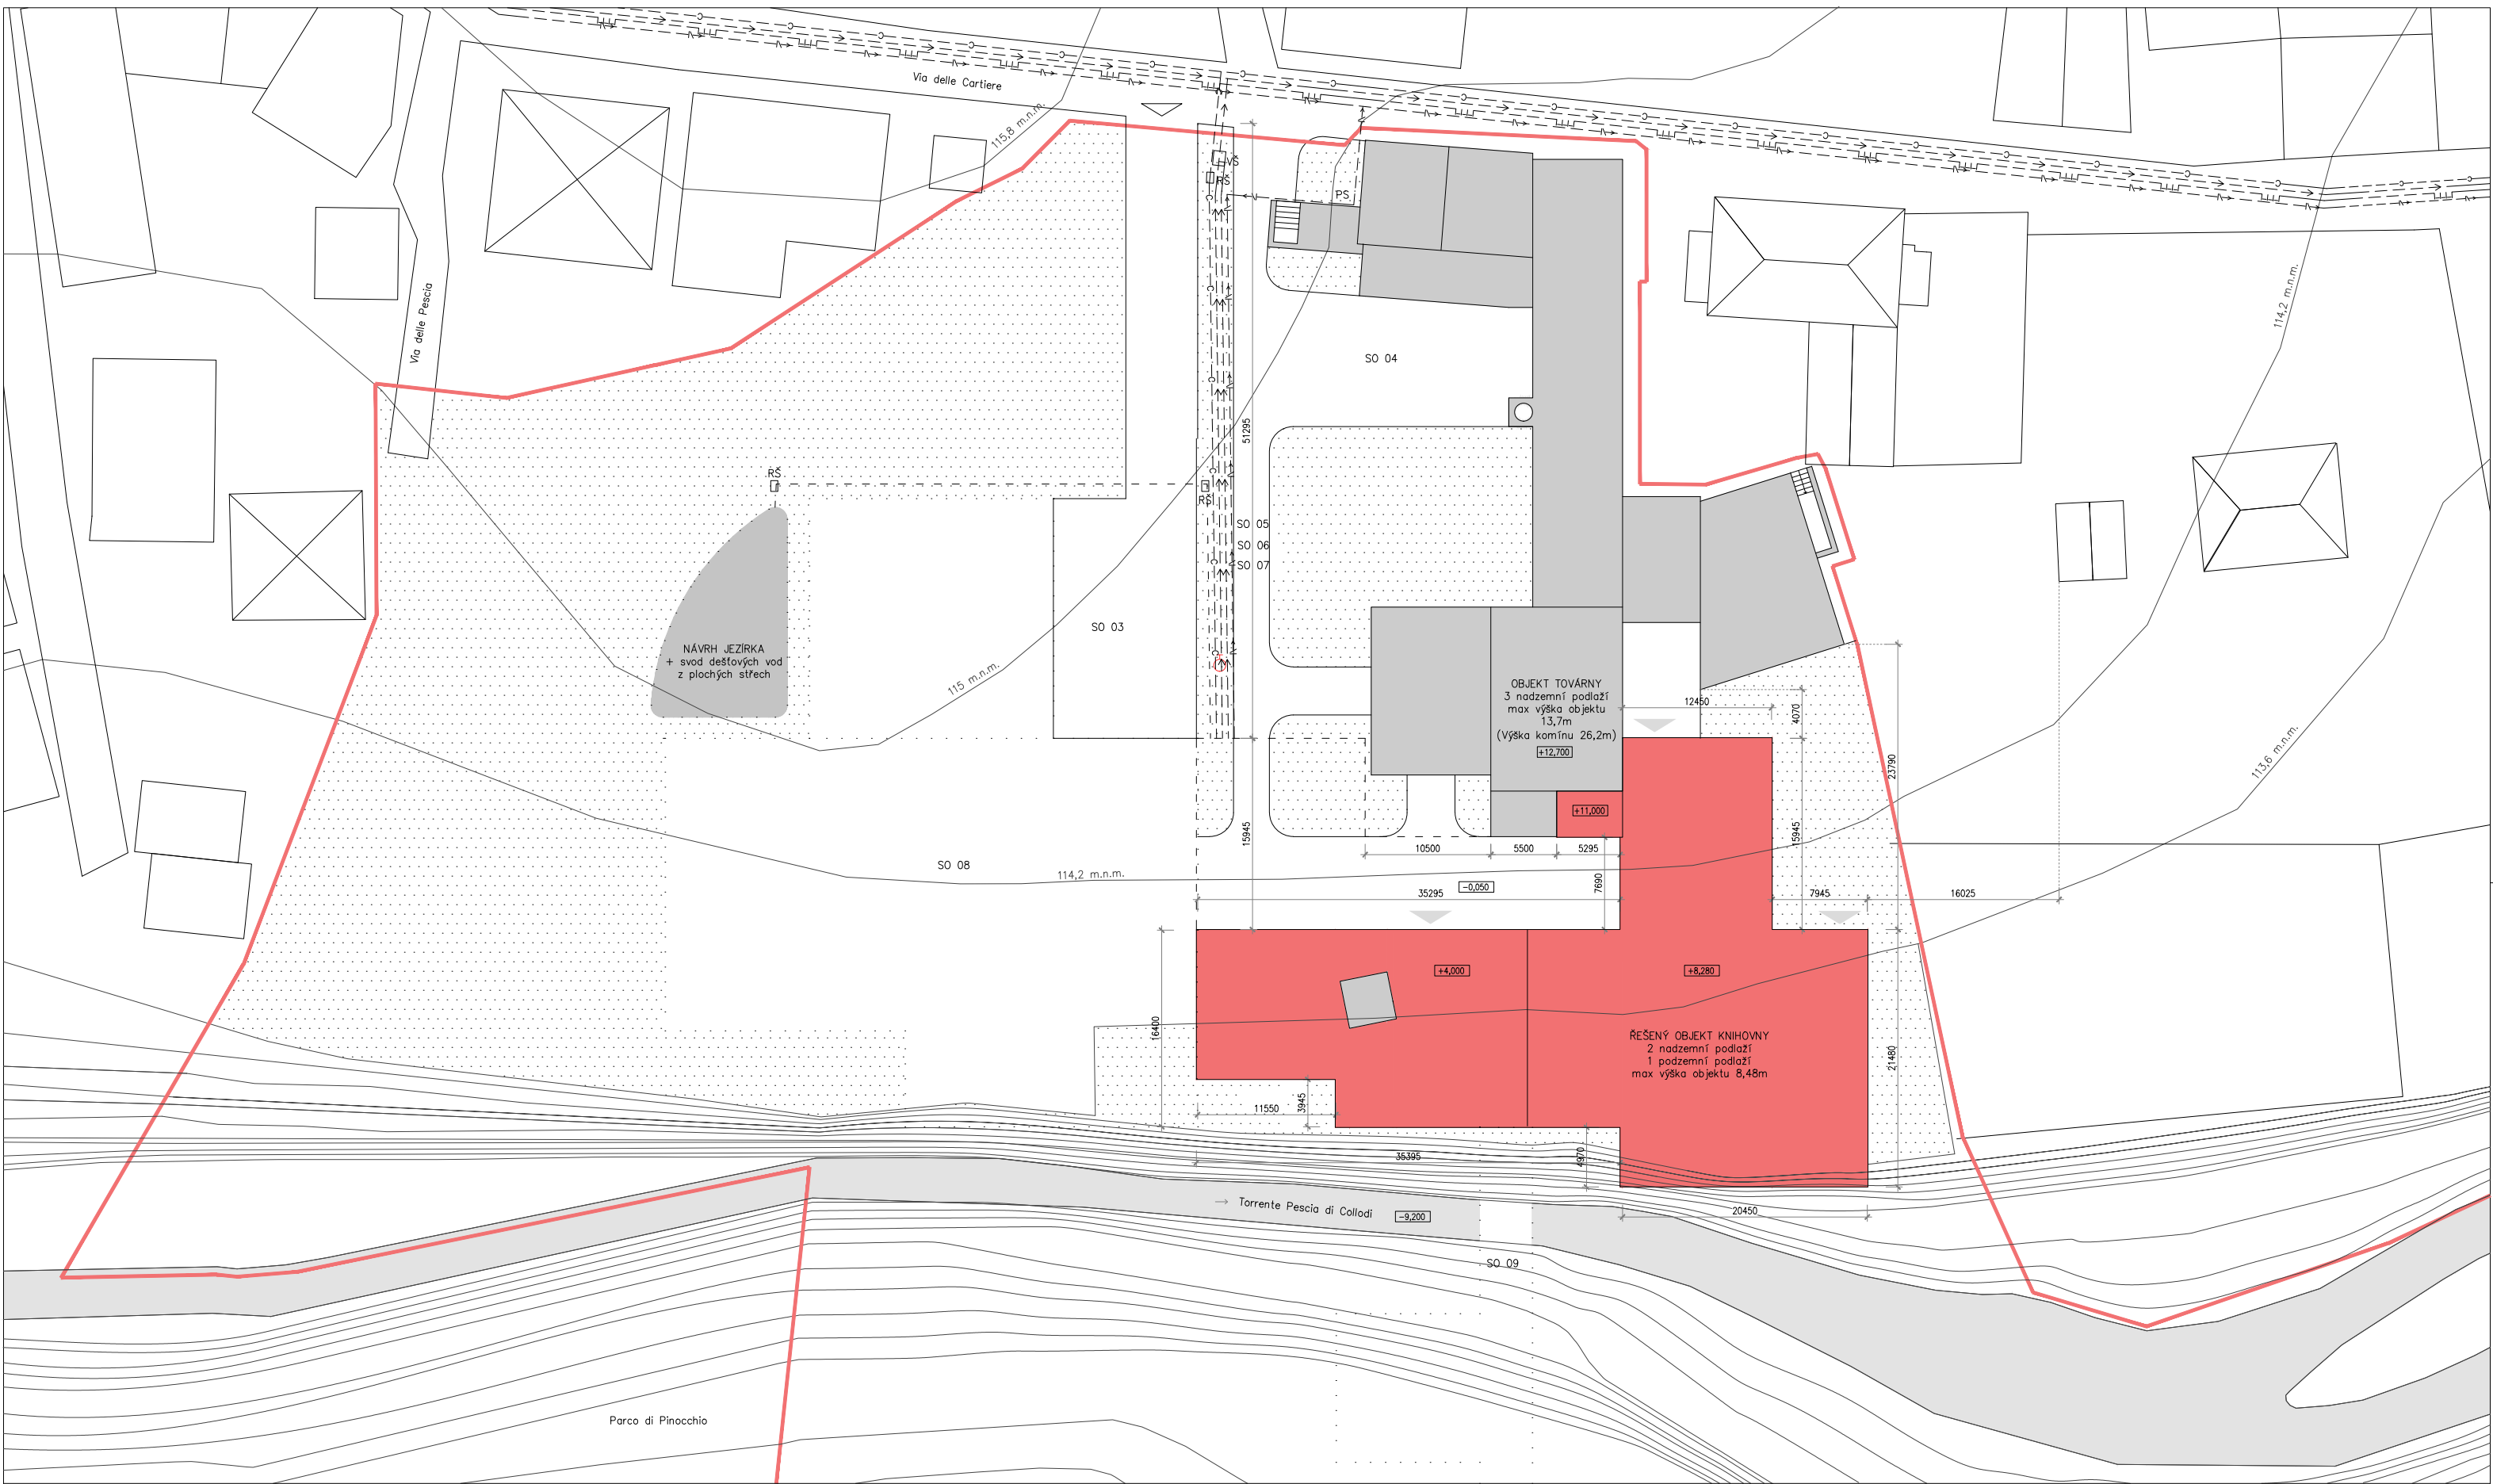 Via delle Cartiere
115,8 m.n.m.
VŠ
RŠ
PS
114,2 m.n.m.
Via delle Pescia
SO 04
51295
RŠ
RŠ
SO 05
SO 06
SO 07
SO 03
NÁVRH JEZÍRKA
+ svod dešťových vod
z plochých střech
115 m.n.m.
OBJEKT TOVÁRNY
3 nadzemní podlaží
max výška objektu
13,7m
(Výška komínu 26,2m)
+12,700
12450
4070
23790
113,6 m.n.m.
+11,000
15945
15945
10500
5500
5295
SO 08
114,2 m.n.m.
7690
35295
-0,050
7945
16025
+4,000
+8,280
16400
ŘEŠENÝ OBJEKT KNIHOVNY
2 nadzemní podlaží
1 podzemní podlaží
max výška objektu 8,48m
21480
11550
3945
35395
4970
Torrente Pescia di Collodi
-9,200
20450
SO 09
Parco di Pinocchio